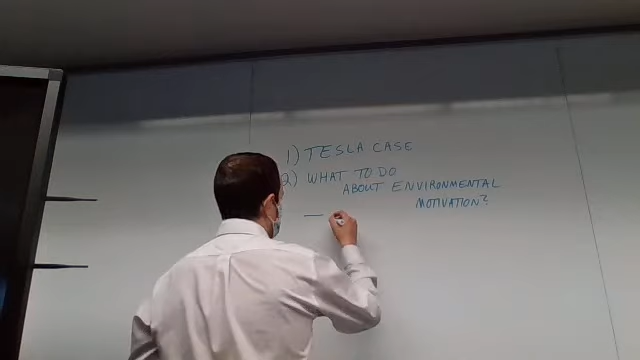 1) TESLA CASE
2) WHAT TO DO
ABOUT ENVIRONMENTAL
MOTIVATION?
—